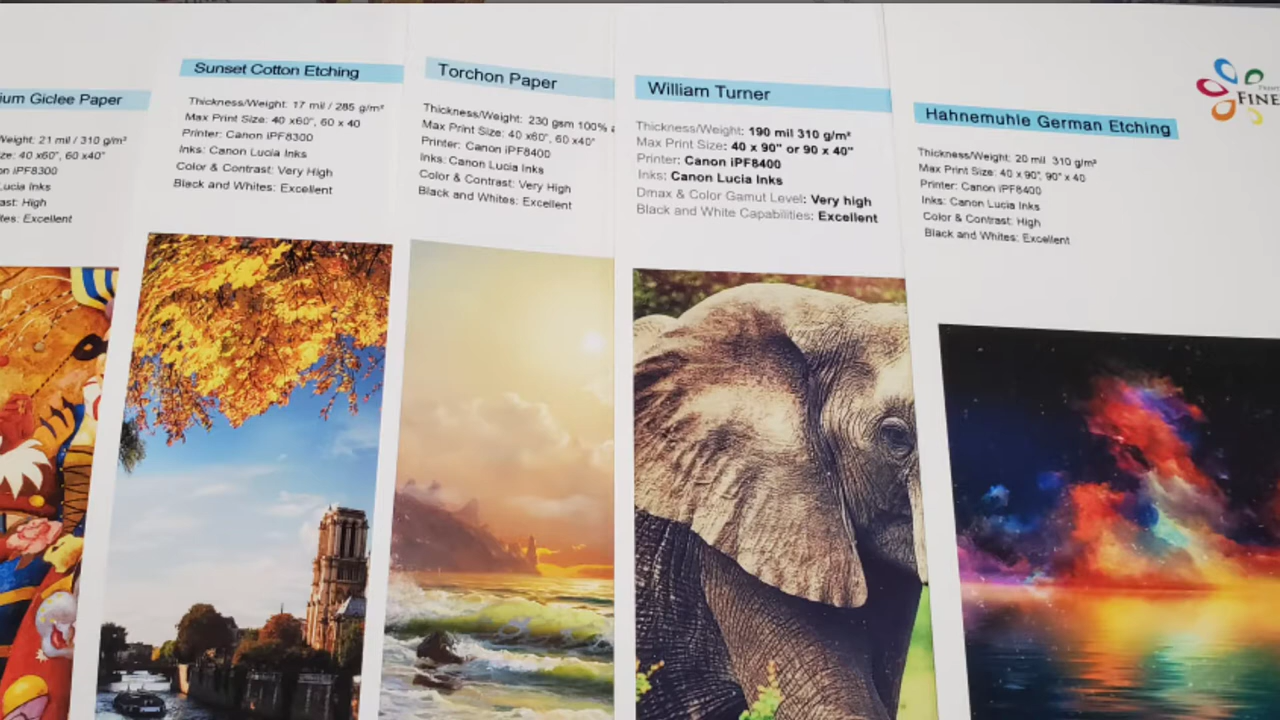 ium Giclee Paper
Weight: 21 mil / 310 g/m²
ze: 40 x60", 60 x40"
on iPF8300
Lucia Inks
ast: High
tes: Excellent
Sunset Cotton Etching
Thickness/Weight: 17 mil / 285 g/m²
Max Print Size: 40 x60", 60 x 40
Printer: Canon iPF8300
Inks: Canon Lucia Inks
Color & Contrast: Very High
Black and Whites: Excellent
Torchon Paper
Thickness/Weight: 230 gsm 100%
Max Print Size: 40 x60", 60 x40"
Printer: Canon iPF8400
Inks: Canon Lucia Inks
Color & Contrast: Very High
Black and Whites: Excellent
William Turner
Thickness/Weight: 190 mil 310 g/m²
Max Print Size: 40 x 90" or 90 x 40"
Printer: Canon iPF8400
Inks: Canon Lucia Inks
Dmax & Color Gamut Level: Very high
Black and White Capabilities: Excellent
Hahnemuhle German Etching
Thickness/Weight: 20 mil 310 g/m²
Max Print Size: 40 x 90", 90" x 40
Printer: Canon iPF8400
Inks: Canon Lucia Inks
Color & Contrast: High
Black and Whites: Excellent
FINE